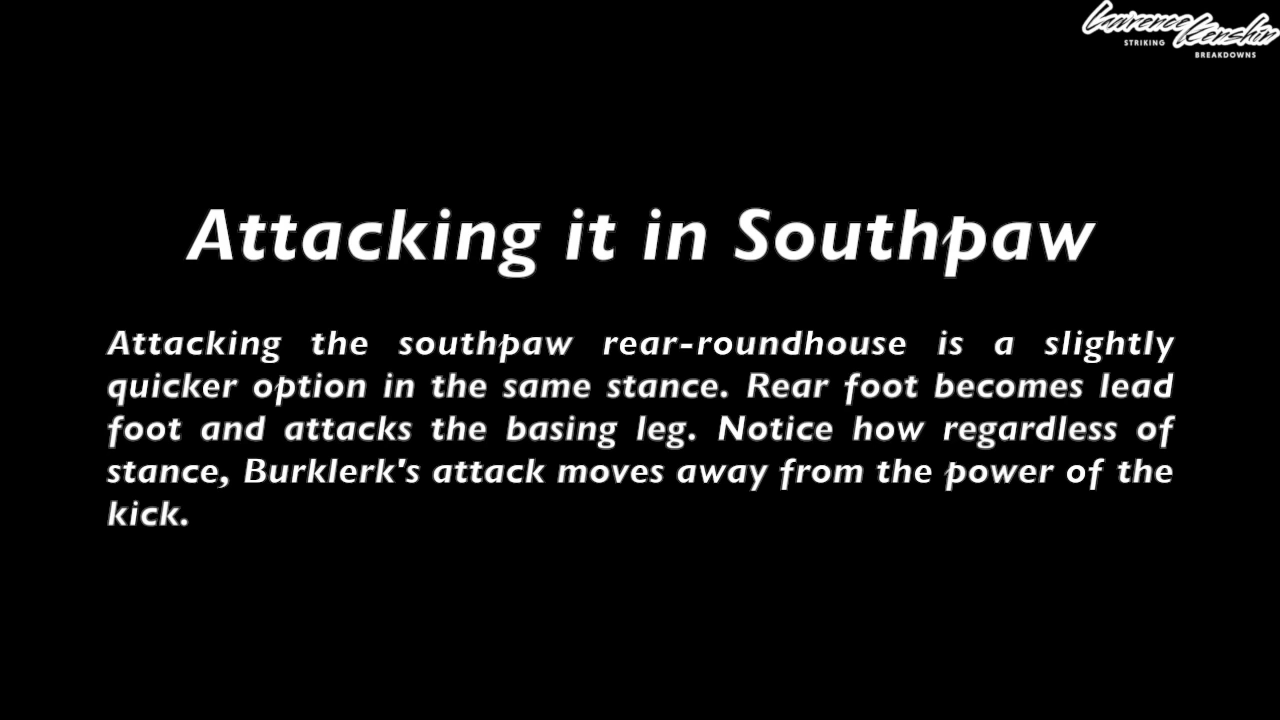 Lawrence Kenshin
STRIKING
BREAKDOWNS
Attacking it in Southpaw
Attacking the southpaw rear-roundhouse is a slightly
quicker option in the same stance. Rear foot becomes lead
foot and attacks the basing leg. Notice how regardless of
stance, Burklerk's attack moves away from the power of the
kick.